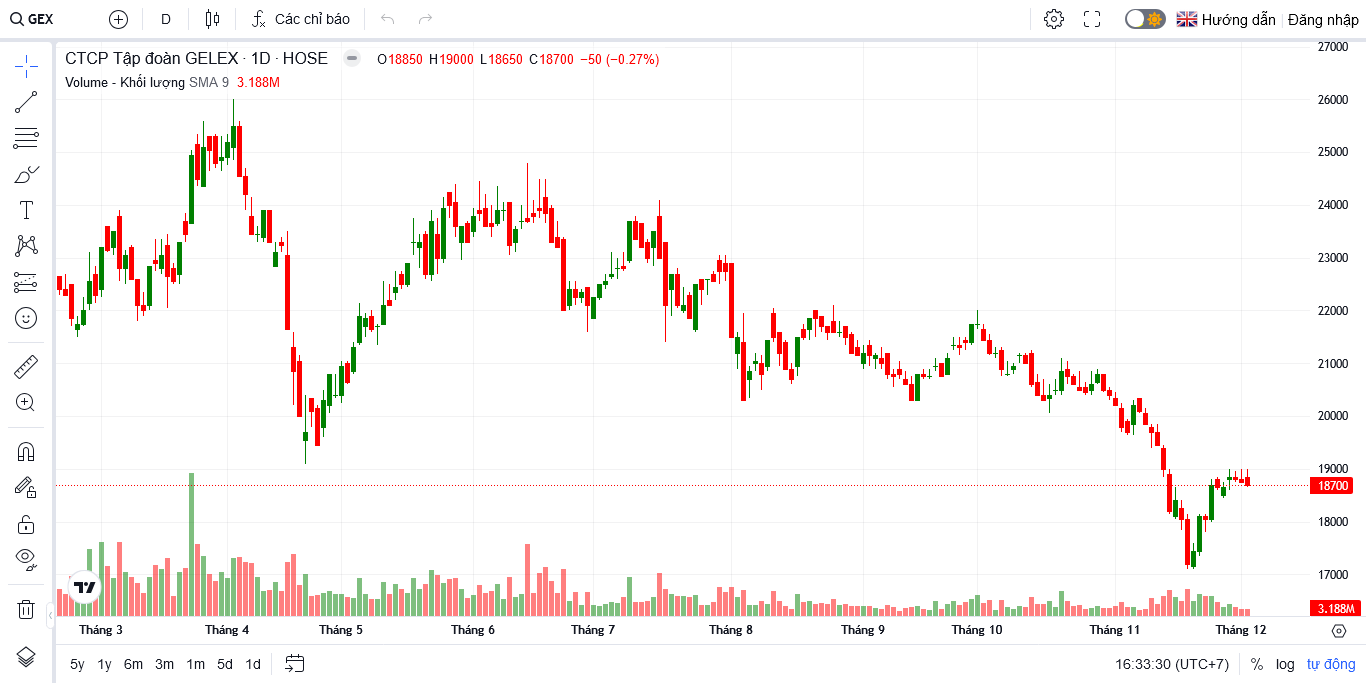 GEX D Các chỉ báo Hướng dẫn Đăng nhập
CTCP Tập đoàn GELEX · 1D · HOSE O18850 H19000 L18650 C18700 −50 (−0.27%)
Volume - Khối lượng SMA 9 3.188M
27000
26000
25000
24000
23000
22000
21000
20000
19000
18700
18000
17000
3.188M
Tháng 3 Tháng 4 Tháng 5 Tháng 6 Tháng 7 Tháng 8 Tháng 9 Tháng 10 Tháng 11 Tháng 12
5y 1y 6m 3m 1m 5d 1d 16:33:30 (UTC+7) % log tự động